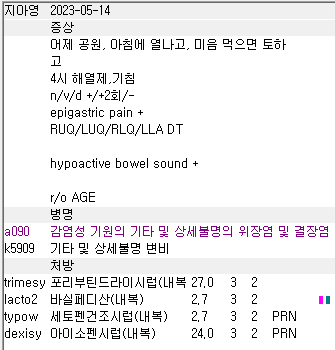 지아영 2023-05-14
증상
어제 공원, 아침에 열나고, 미음 먹으면 토하
고
4시 해열제,기침
n/v/d +/+2회/-
epigastric pain +
RUQ/LUQ/RLQ/LLA DT
hypoactive bowel sound +
r/o AGE
병명
a090 감염성 기원의 기타 및 상세불명의 위장염 및 결장염
k5909 기타 및 상세불명 변비
처방
trimesy 포리부틴드라이시럽(내복 27,0 3 2
lacto2 바실페디산(내복) 2,7 3 2
typow 세토펜건조시럽(내복) 2,7 3 2 PRN
dexisy 아이소펜시럽(내복) 24,0 3 2 PRN